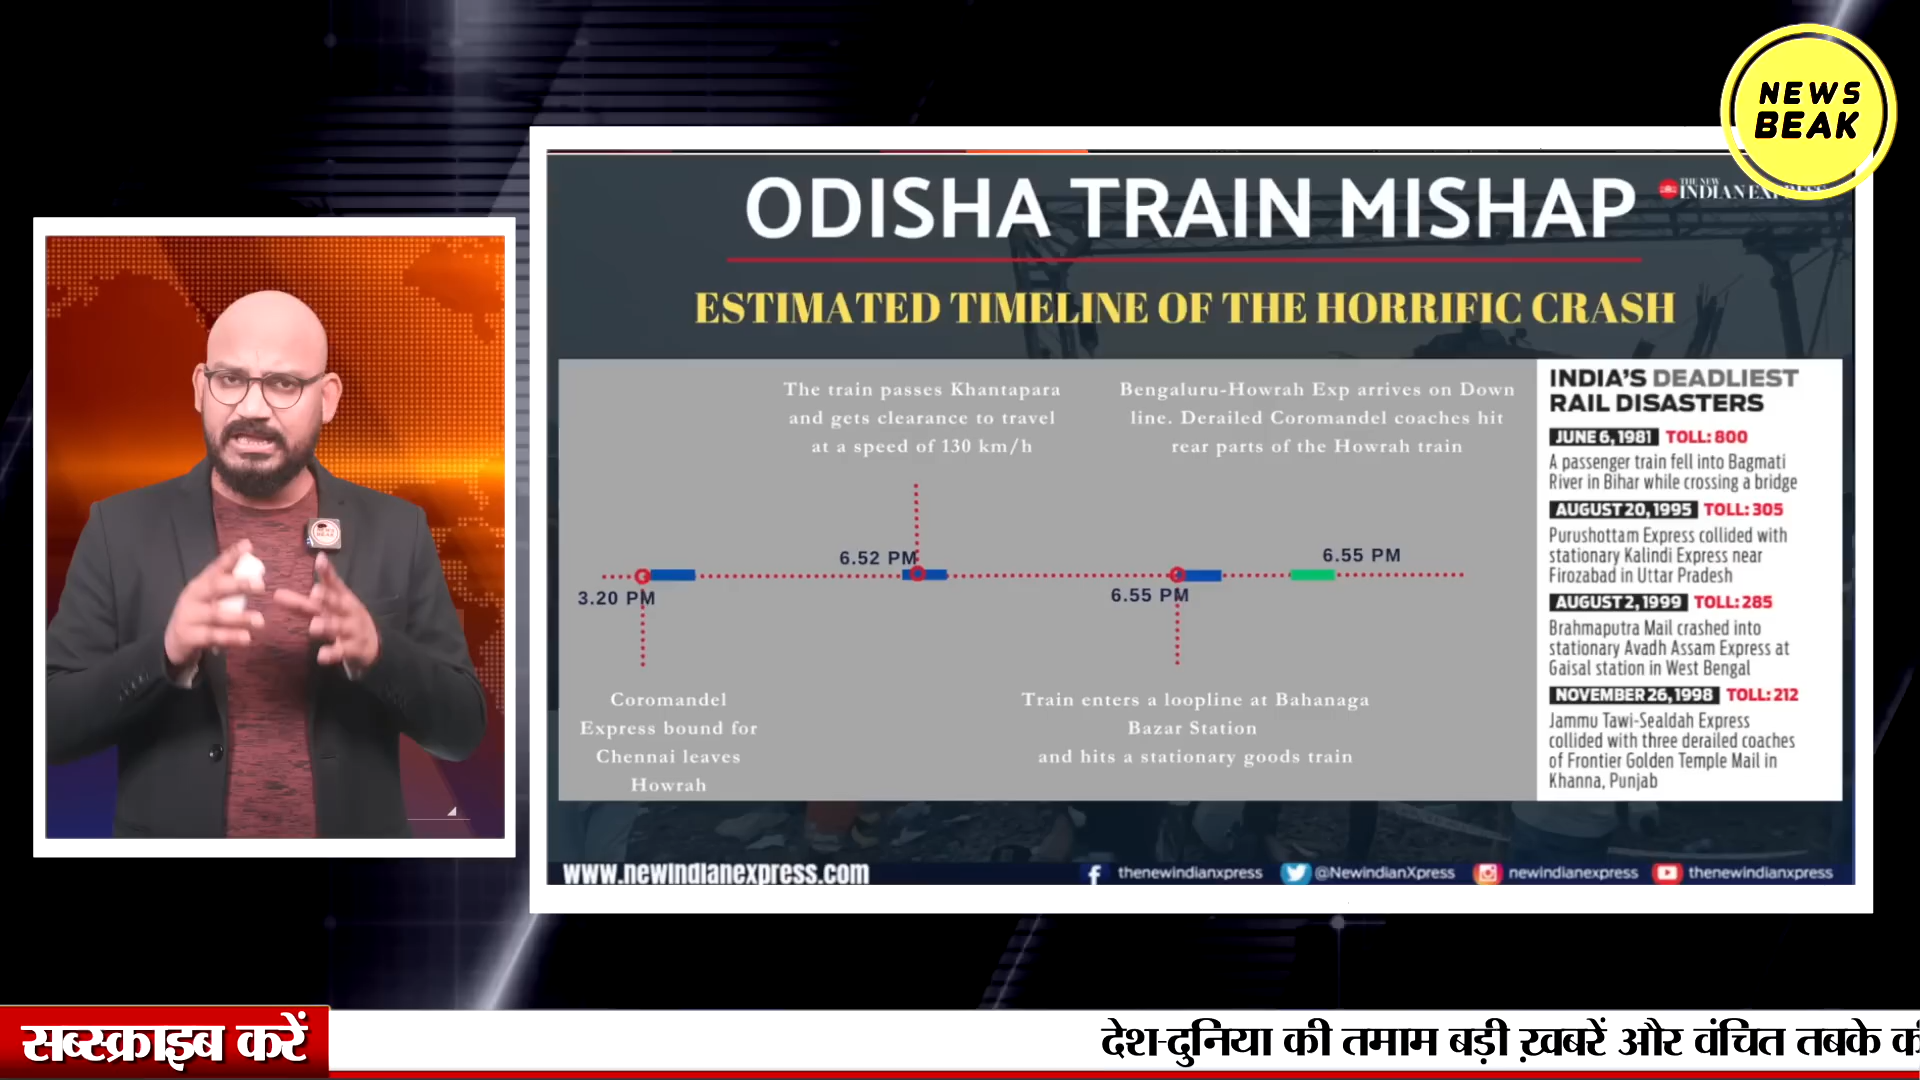 NEWS
BEAK
ODISHA TRAIN MISHAP
THE NEW
ESTIMATED TIMELINE OF THE HORRIFIC CRASH
The train passes Khantapara
and gets clearance to travel
at a speed of 130 km/h
Bengaluru-Howrah Exp arrives on Down
line. Derailed Coromandel coaches hit
rear parts of the Howrah train
3.20 PM
6.52 PM
6.55 PM
6.55 PM
Coromandel
Express bound for
Chennai leaves
Howrah
Train enters a loopline at Bahanaga
Bazar Station
and hits a stationary goods train
INDIA'S DEADLIEST
RAIL DISASTERS
JUNE 6, 1981 TOLL: 800
A passenger train fell into Bagmati
River in Bihar while crossing a bridge
AUGUST 20, 1995 TOLL: 305
Purushottam Express collided with
stationary Kalindi Express near
Firozabad in Uttar Pradesh
AUGUST 2, 1999 TOLL: 285
Brahmaputra Mail crashed into
stationary Avadh Assam Express at
Gaisal station in West Bengal
NOVEMBER 26, 1998 TOLL: 212
Jammu Tawi-Sealdah Express
collided with three derailed coaches
of Frontier Golden Temple Mail in
Khanna, Punjab
www.newindianexpress.com
thenewindianxpress
@NewIndianXpress
newindianexpress
thenewindianxpress
NEWS
BEAK
सब्स्क्राइब करें
देश-दुनिया की तमाम बड़ी ख़बरें और वंचित तबके